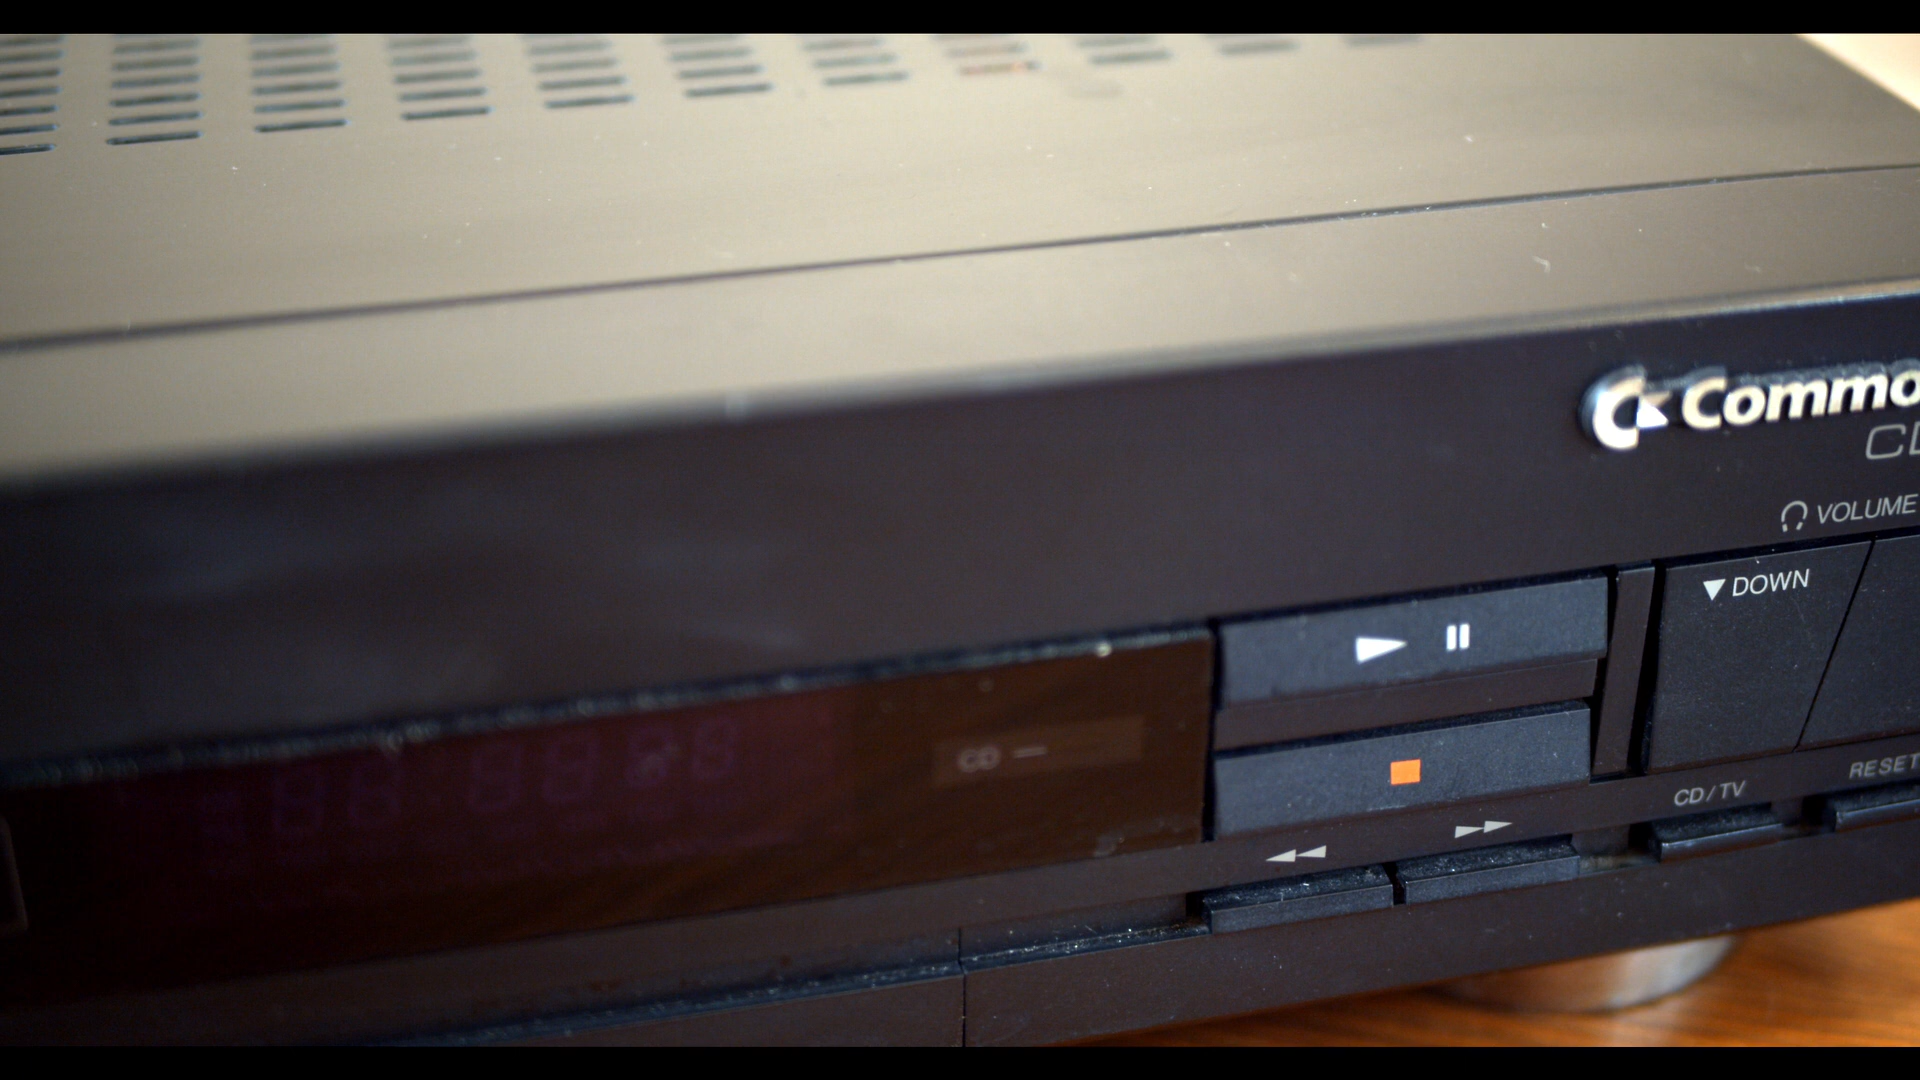 Commo
CD
VOLUME
DOWN
CD/TV
RESET
CD